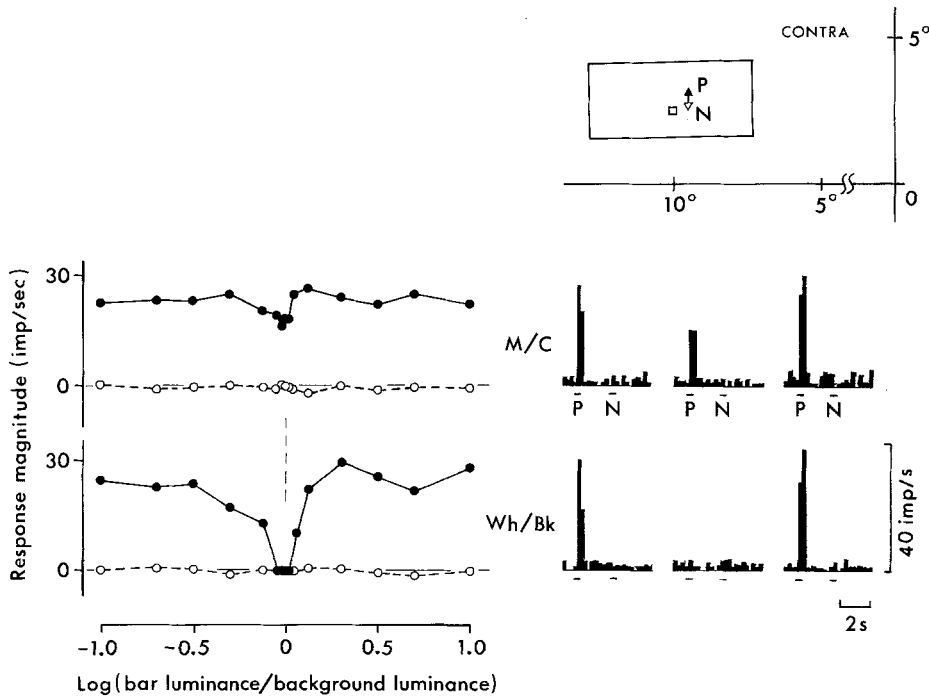 CONTRA
5°
P
N
10°
5°
0
Response magnitude (imp/sec)
30
0
30
0
M/C
P N
P N
P N
Wh/Bk
40 imp/s
2s
-1.0 -0.5 0 0.5 1.0
Log(bar luminance/background luminance)